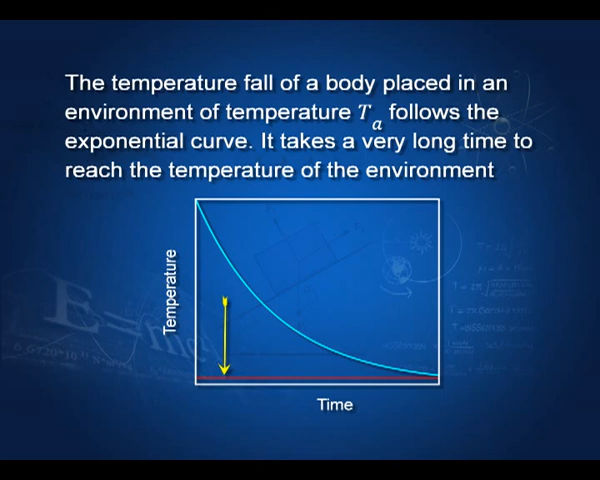 The temperature fall of a body placed in an
environment of temperature Tₐ follows the
exponential curve. It takes a very long time to
reach the temperature of the environment
Temperature
Time